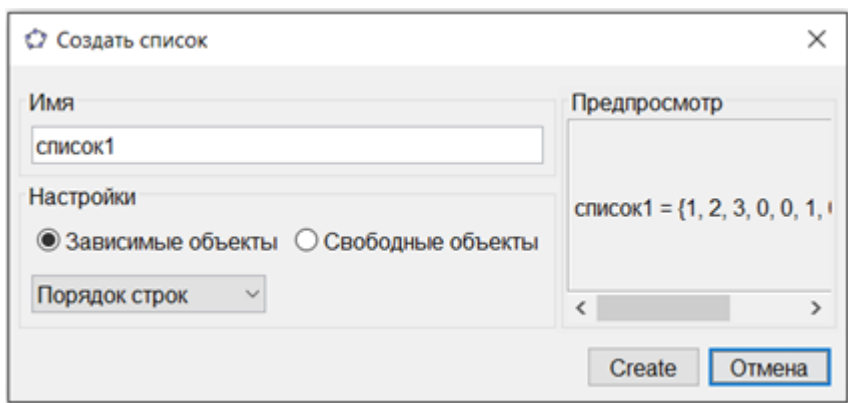 Создать список
Имя
список1
Настройки
Зависимые объекты Свободные объекты
Порядок строк
Предпросмотр
список1 = {1, 2, 3, 0, 0, 1,
Create Отмена